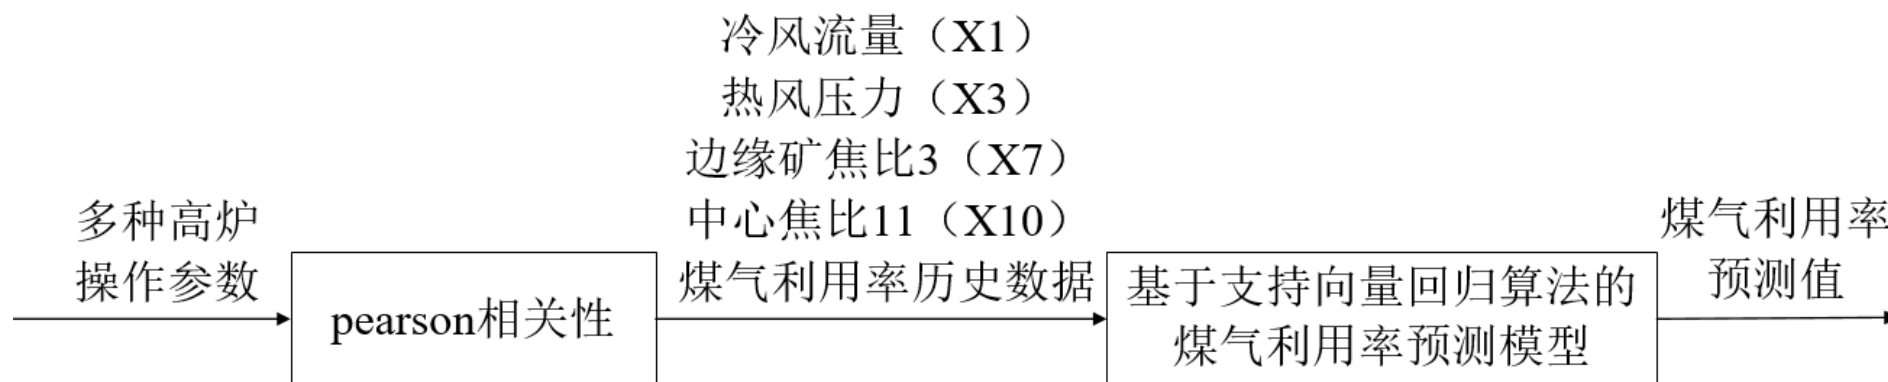 多种高炉
操作参数
pearson相关性
冷风流量（X1）
热风压力（X3）
边缘矿焦比3（X7）
中心焦比11（X10）
煤气利用率历史数据
基于支持向量回归算法的
煤气利用率预测模型
煤气利用率
预测值